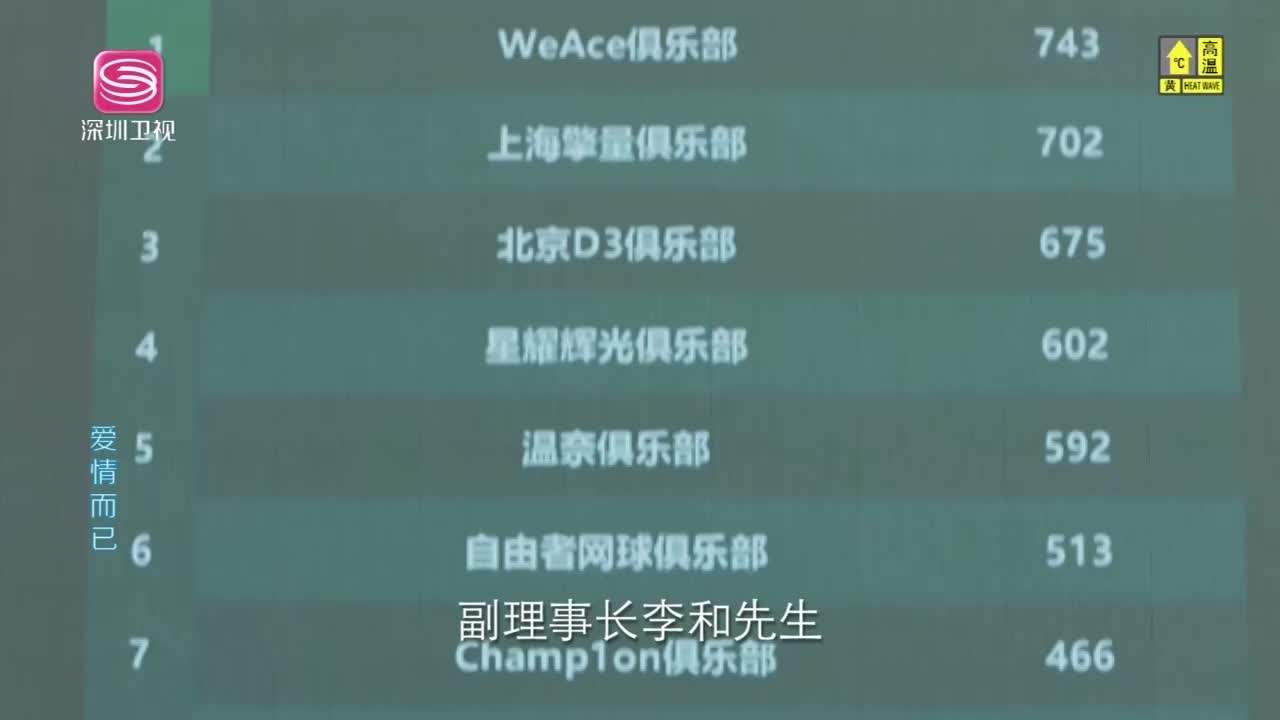 1 WeAce俱乐部 743
高温
℃
黄 HEAT WAVE
深圳卫视
2 上海擎量俱乐部 702
3 北京D3俱乐部 675
4 星耀辉光俱乐部 602
爱情而已
5 温奈俱乐部 592
6 自由者网球俱乐部 513
副理事长李和先生
7 Champ1on俱乐部 466